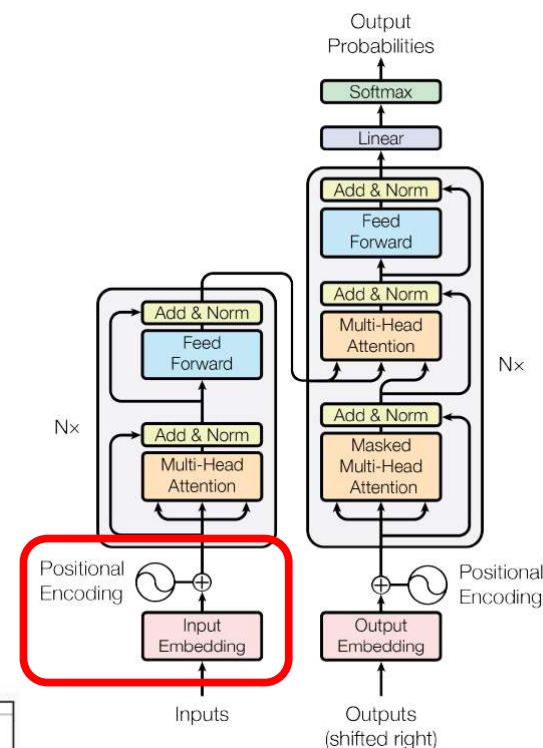 Output
Probabilities
Softmax
Linear
Add & Norm
Feed
Forward
Add & Norm
Multi-Head
Attention
Add & Norm
Masked
Multi-Head
Attention
Nx
Positional
Encoding
Output
Embedding
Outputs
(shifted right)
Add & Norm
Feed
Forward
Add & Norm
Multi-Head
Attention
Nx
Positional
Encoding
Input
Embedding
Inputs